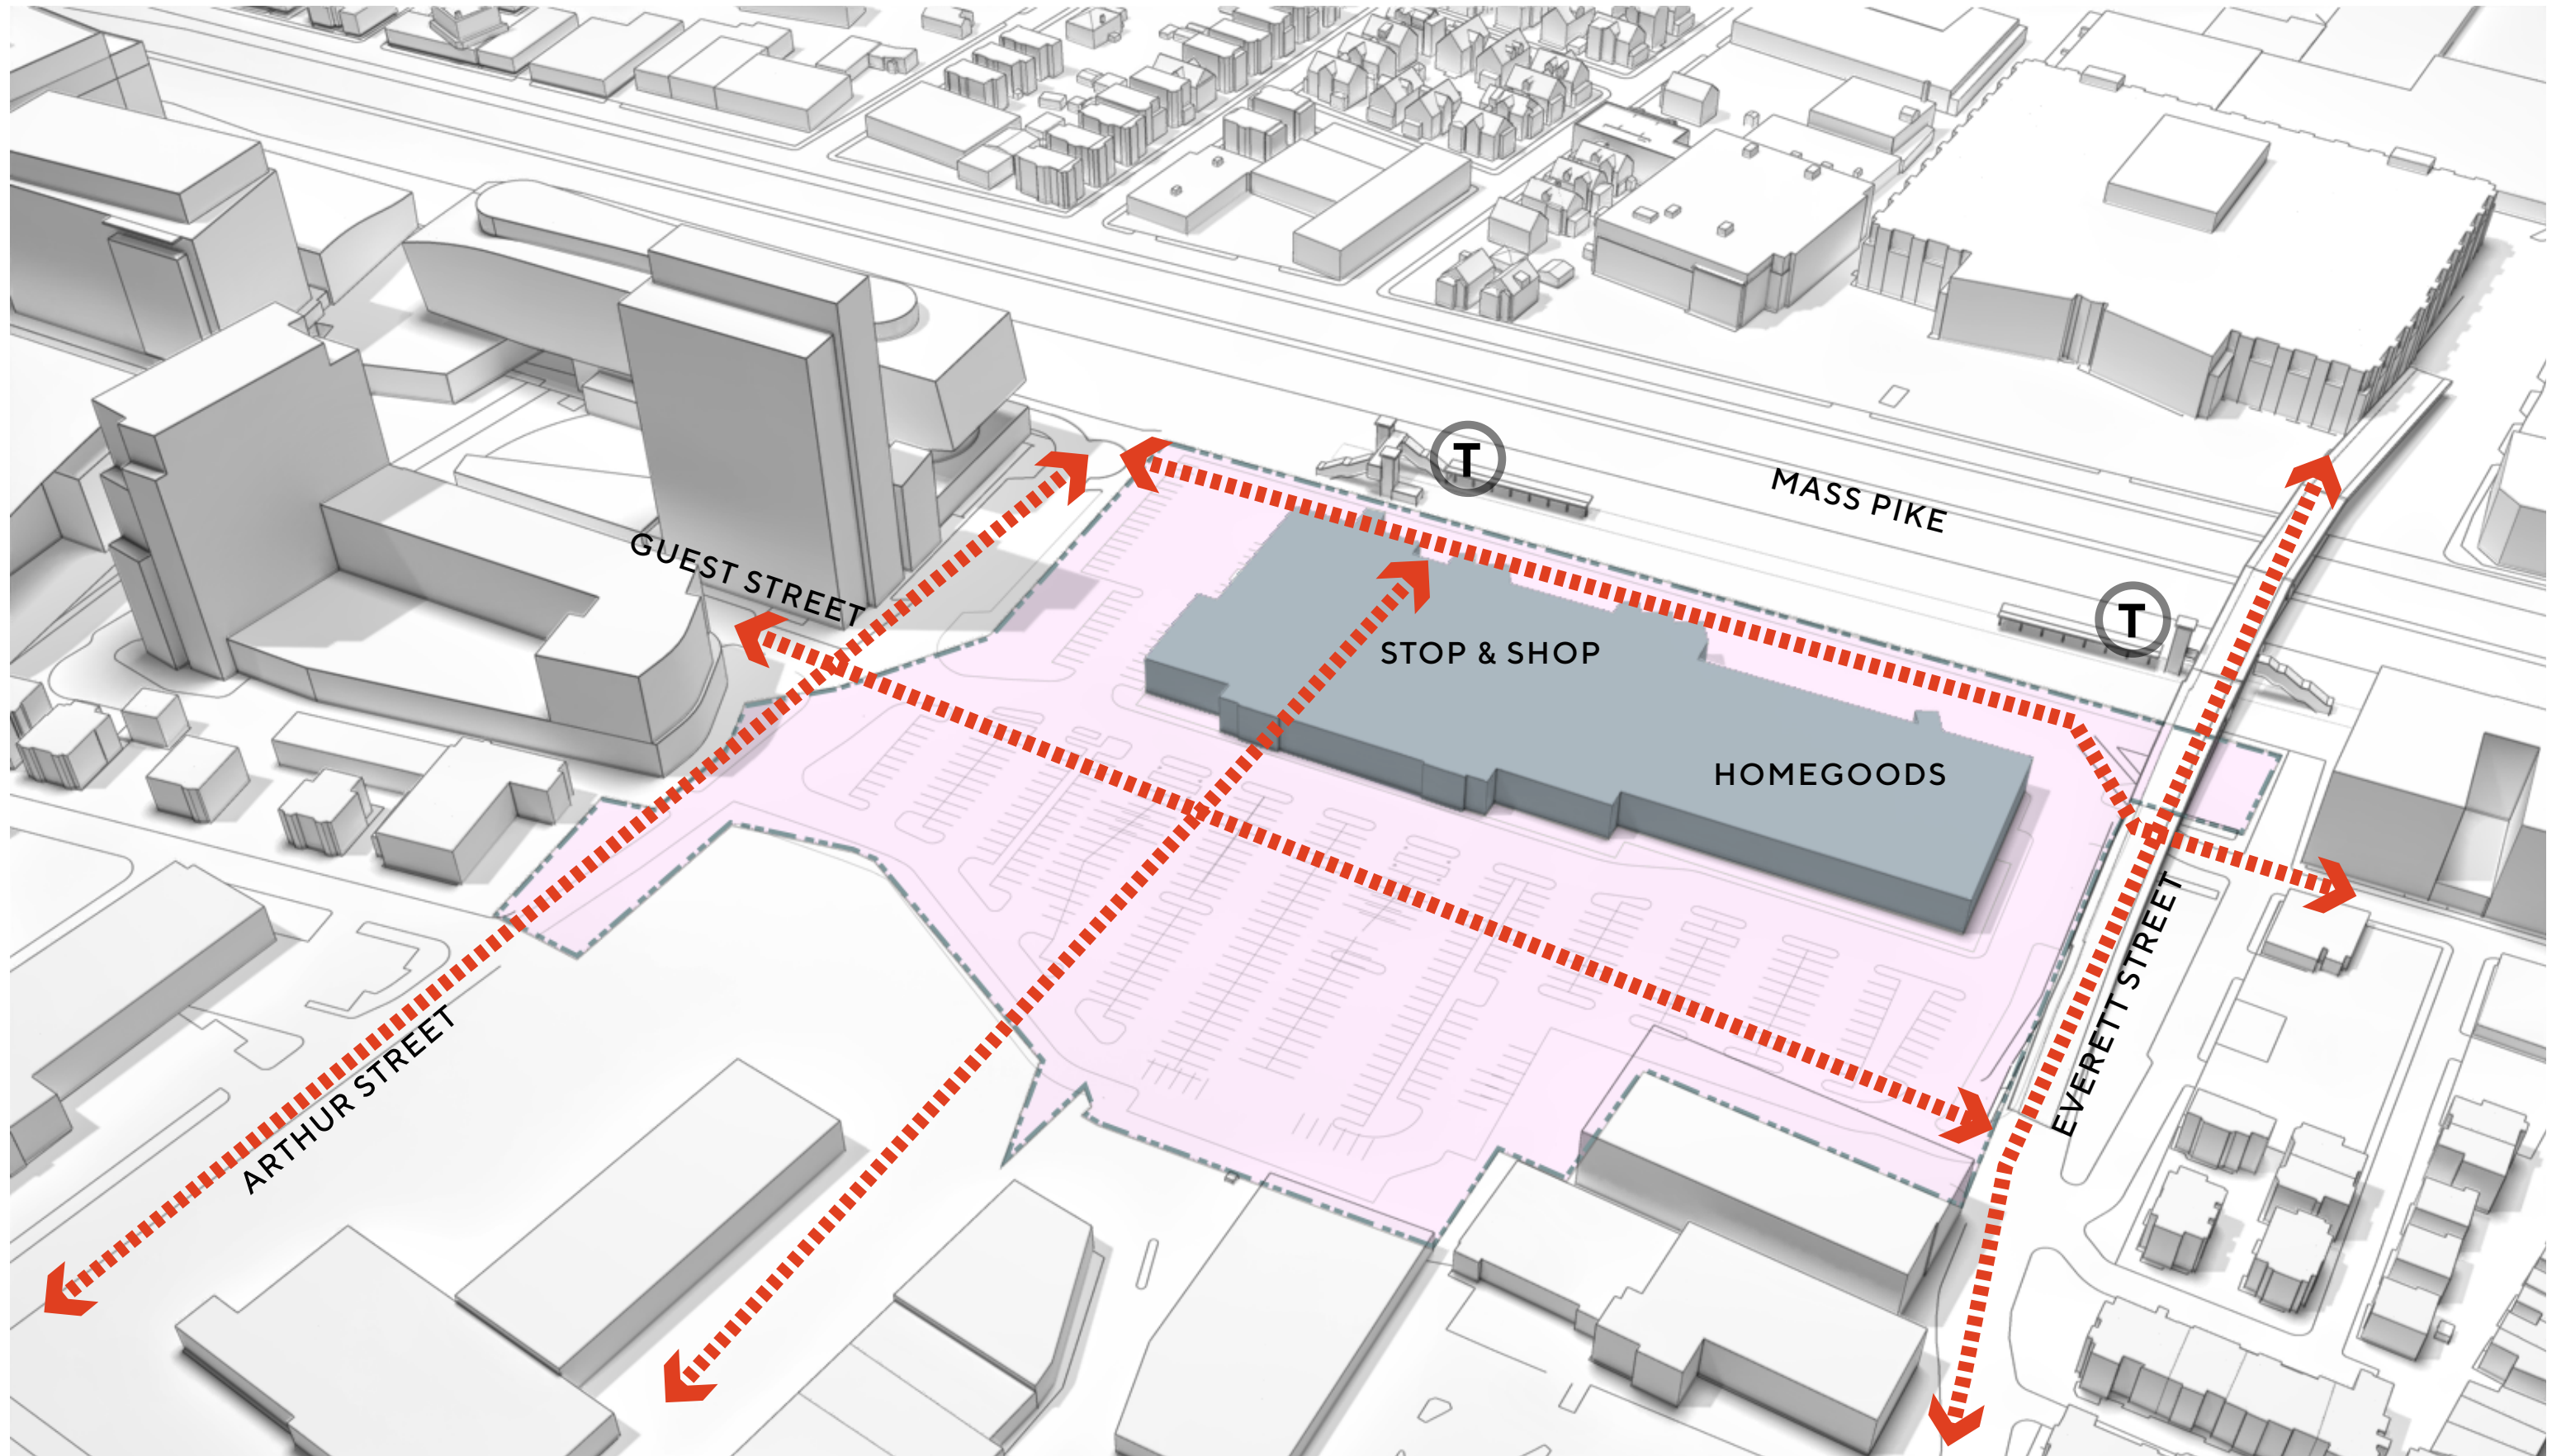 T
MASS PIKE
GUEST STREET
T
STOP & SHOP
HOMEGOODS
EVERETT STREET
ARTHUR STREET